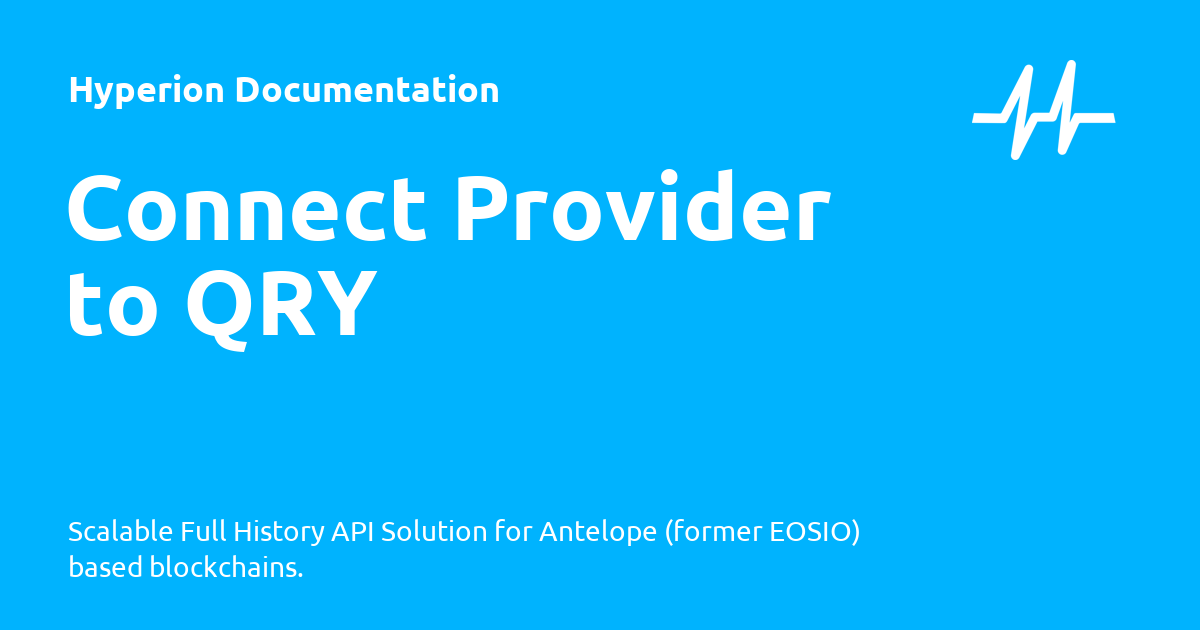 Hyperion Documentation
Connect Provider
to QRY
Scalable Full History API Solution for Antelope (former EOSIO)
based blockchains.